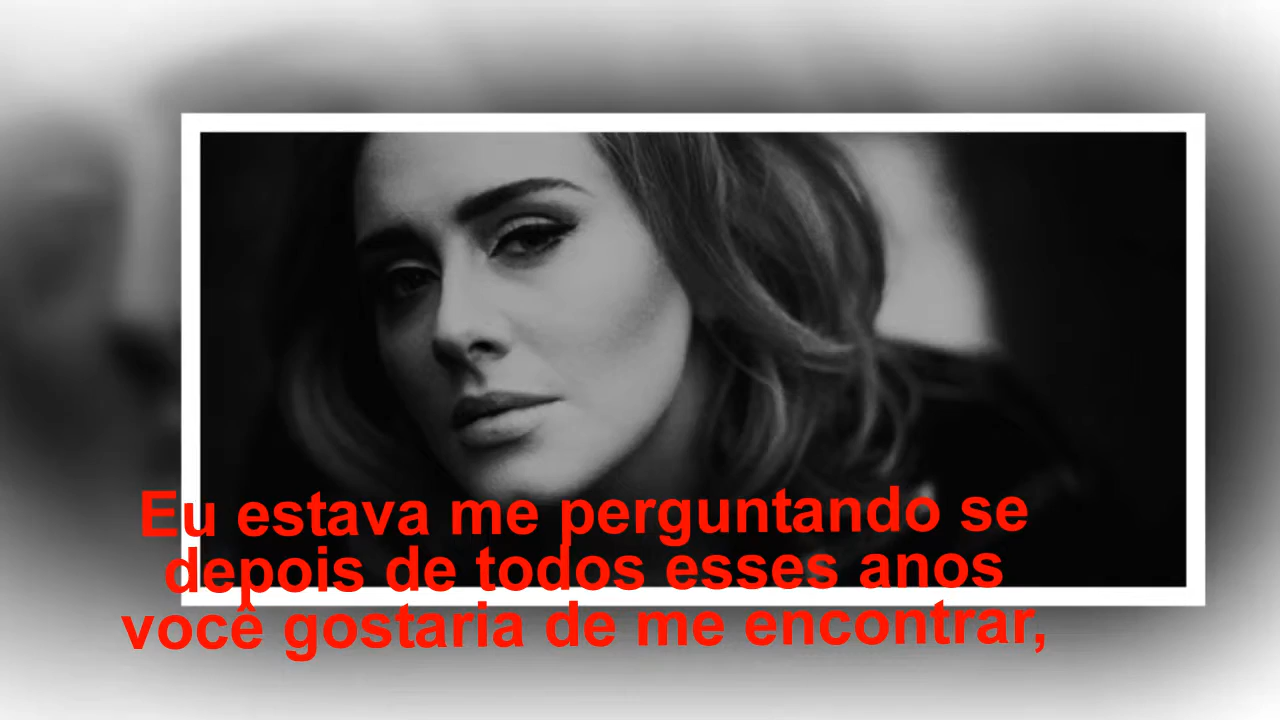 Eu estava me perguntando se
depois de todos esses anos
você gostaria de me encontrar,